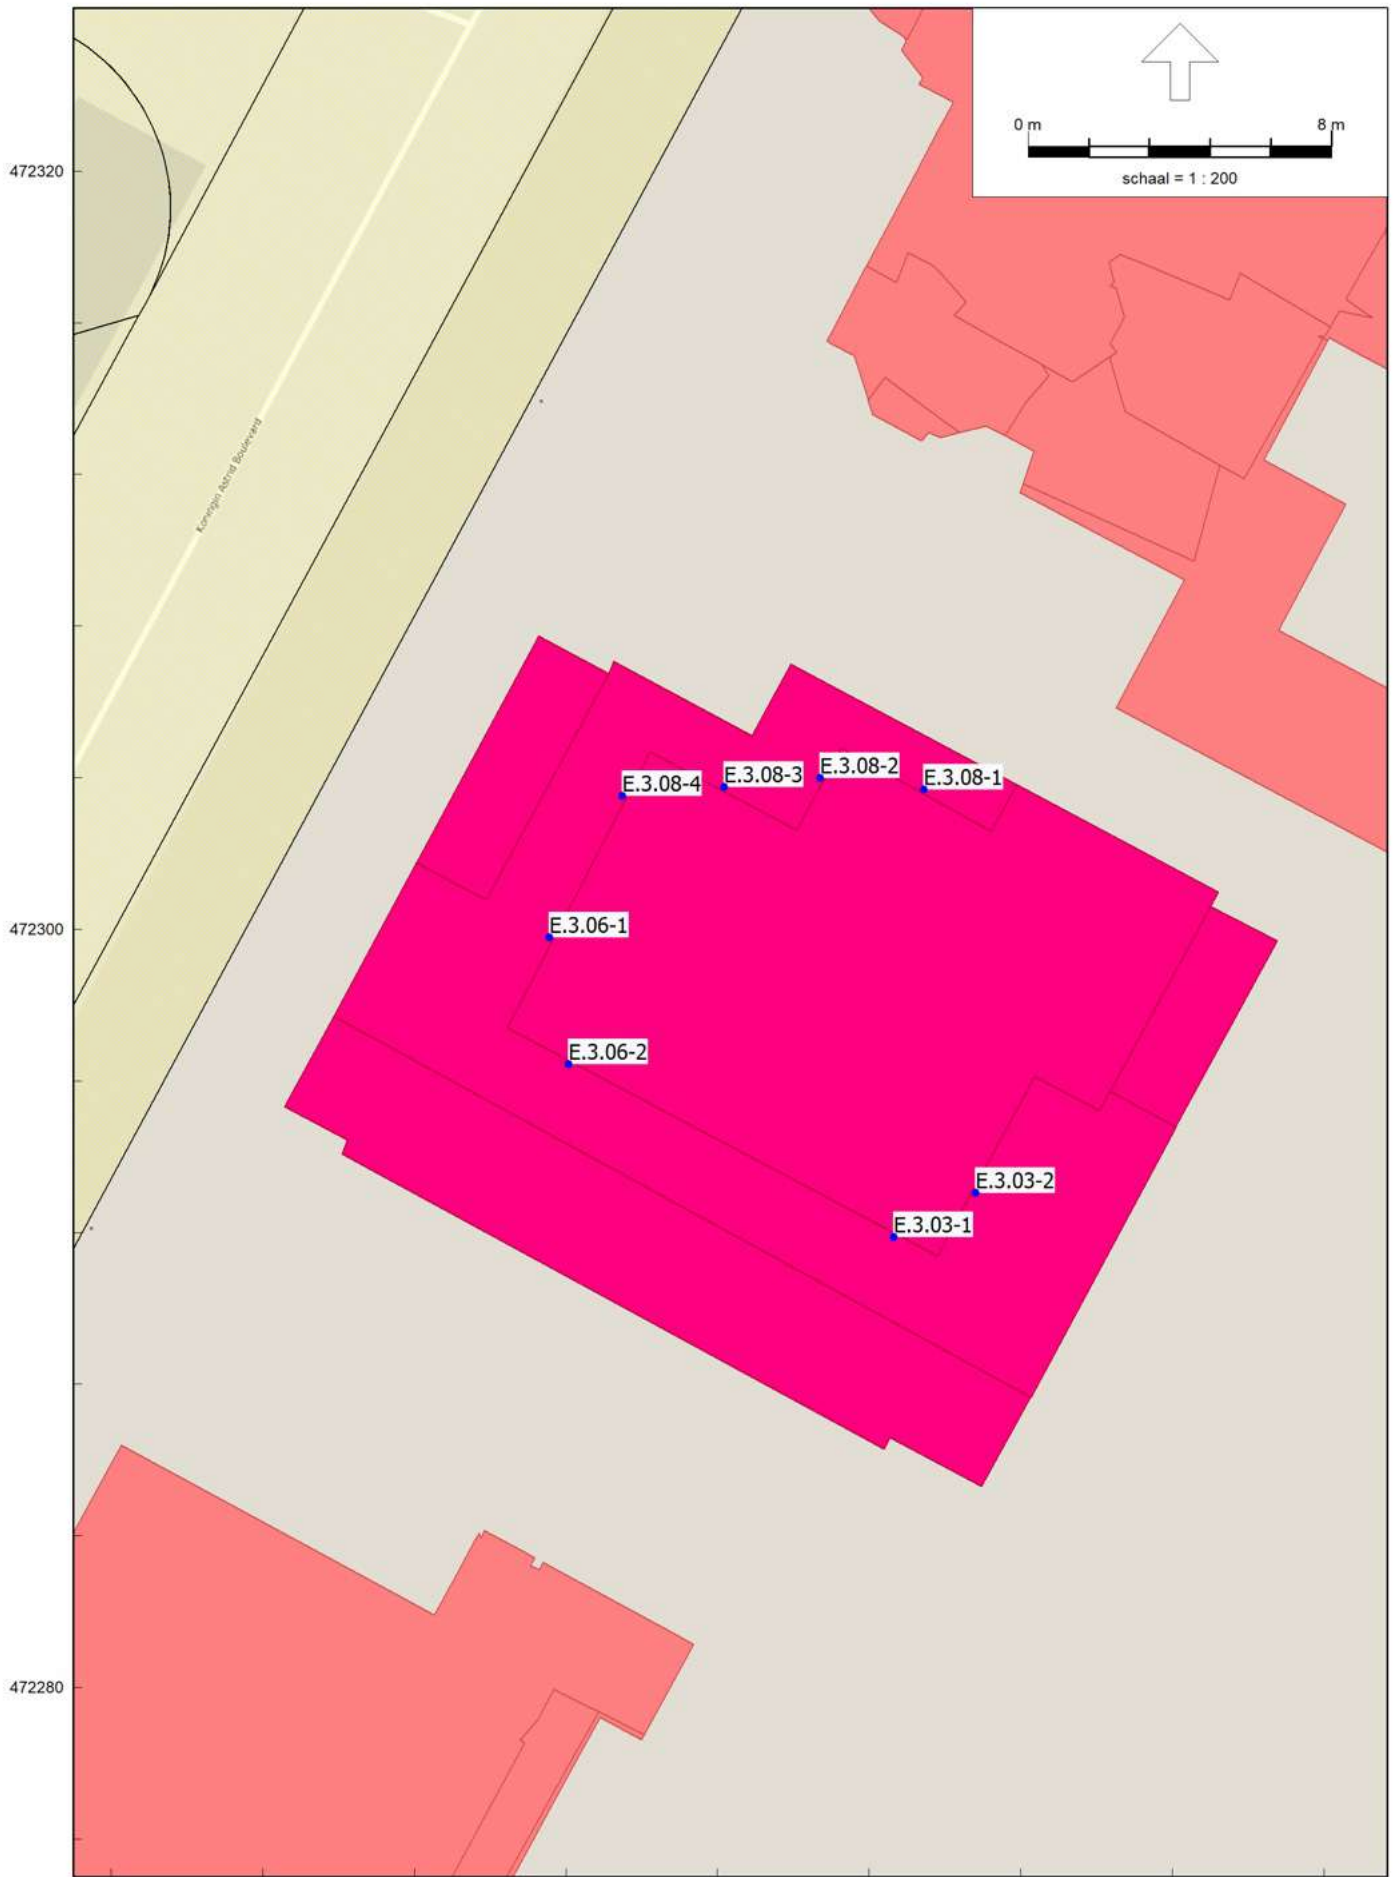 0 m 8 m
schaal = 1 : 200
472320
Koningin Astrid Boulevard
E.3.08-4
E.3.08-3
E.3.08-2
E.3.08-1
472300
E.3.06-1
E.3.06-2
E.3.03-2
E.3.03-1
472280